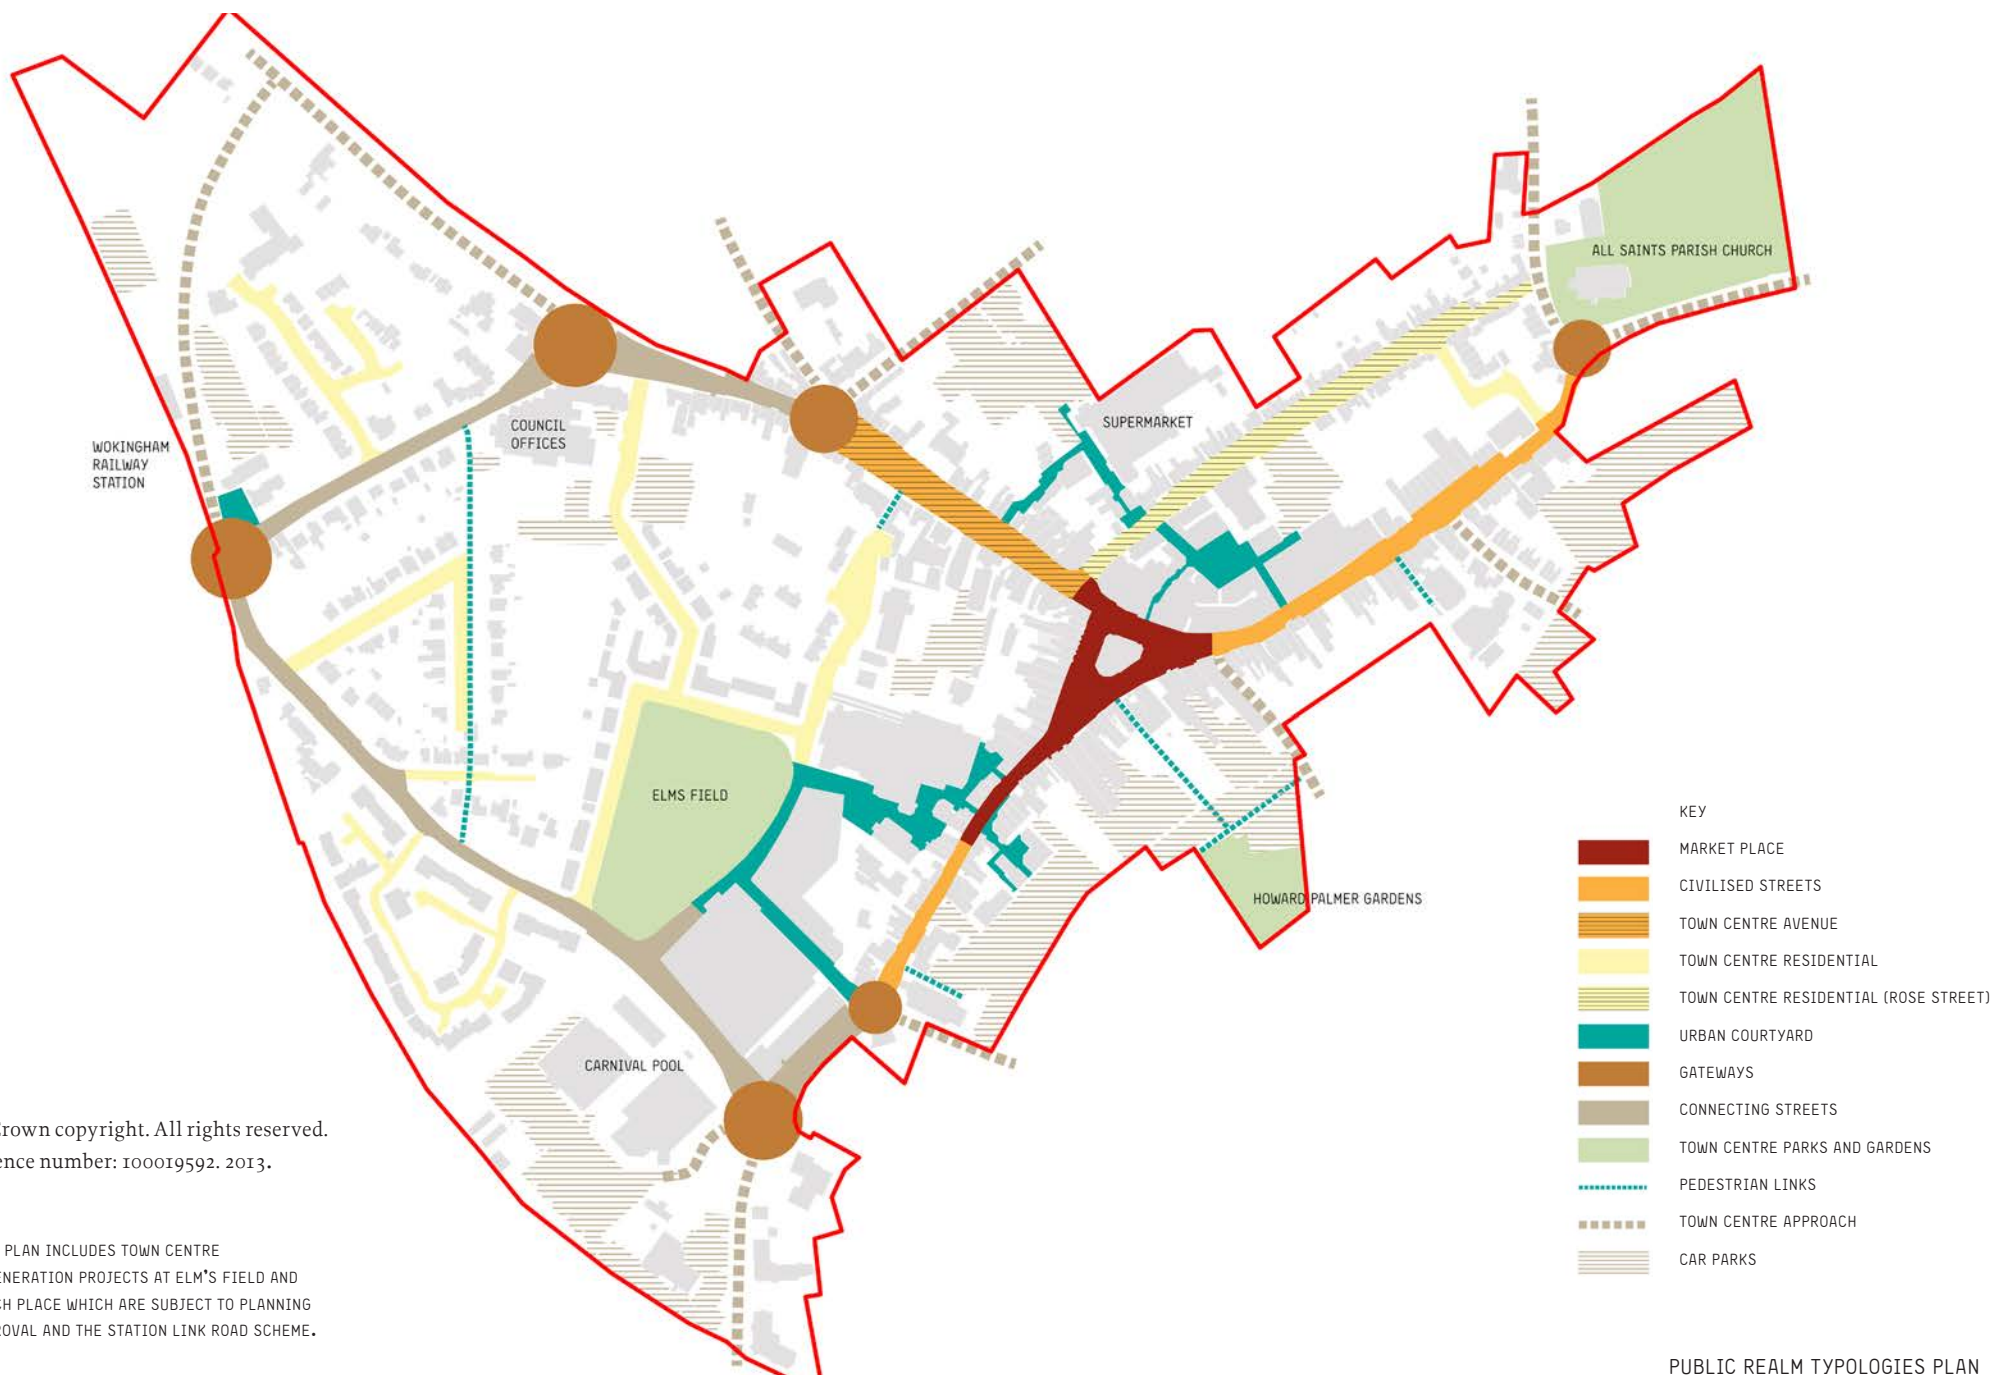 ALL SAINTS PARISH CHURCH
SUPERMARKET
COUNCIL
OFFICES
WOKINGHAM
RAILWAY
STATION
ELMS FIELD
HOWARD PALMER GARDENS
CARNIVAL POOL
KEY
MARKET PLACE
CIVILISED STREETS
TOWN CENTRE AVENUE
TOWN CENTRE RESIDENTIAL
TOWN CENTRE RESIDENTIAL (ROSE STREET)
URBAN COURTYARD
GATEWAYS
CONNECTING STREETS
TOWN CENTRE PARKS AND GARDENS
PEDESTRIAN LINKS
TOWN CENTRE APPROACH
CAR PARKS
Crown copyright. All rights reserved.
ence number: 100019592. 2013.
PLAN INCLUDES TOWN CENTRE
ENERATION PROJECTS AT ELM'S FIELD AND
CH PLACE WHICH ARE SUBJECT TO PLANNING
ROVAL AND THE STATION LINK ROAD SCHEME.
PUBLIC REALM TYPOLOGIES PLAN